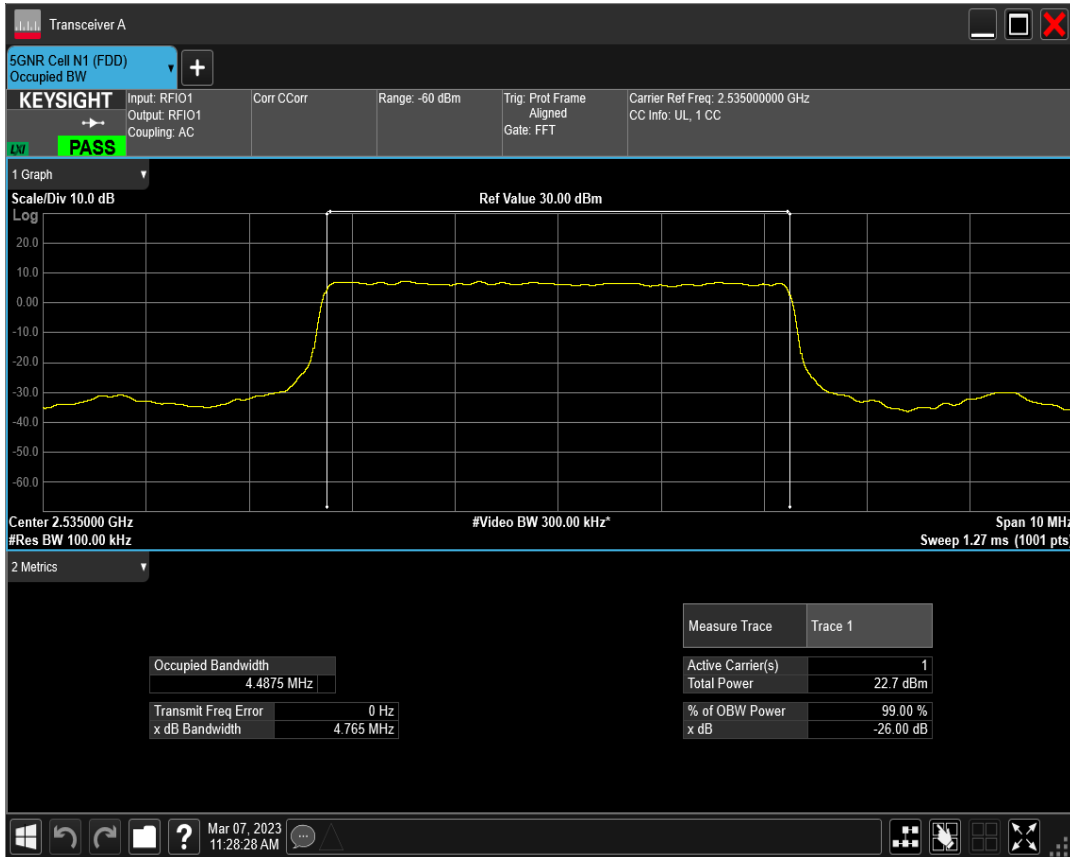 Transceiver A
5GNR Cell N1 (FDD)
Occupied BW
+
KEYSIGHT
LXI
PASS
Input: RFIO1
Output: RFIO1
Coupling: AC
Corr CCorr
Range: -60 dBm
Trig: Prot Frame
Aligned
Gate: FFT
Carrier Ref Freq: 2.535000000 GHz
CC Info: UL, 1 CC
1 Graph
Scale/Div 10.0 dB
Ref Value 30.00 dBm
Log
20.0
10.0
0.00
-10.0
-20.0
-30.0
-40.0
-50.0
-60.0
Center 2.535000 GHz
#Video BW 300.00 kHz*
Span 10 MHz
#Res BW 100.00 kHz
Sweep 1.27 ms (1001 pts)
2 Metrics
Measure Trace Trace 1
Occupied Bandwidth
4.4875 MHz
Transmit Freq Error 0 Hz
x dB Bandwidth 4.765 MHz
Active Carrier(s) 1
Total Power 22.7 dBm
% of OBW Power 99.00 %
x dB -26.00 dB
?
Mar 07, 2023
11:28:28 AM